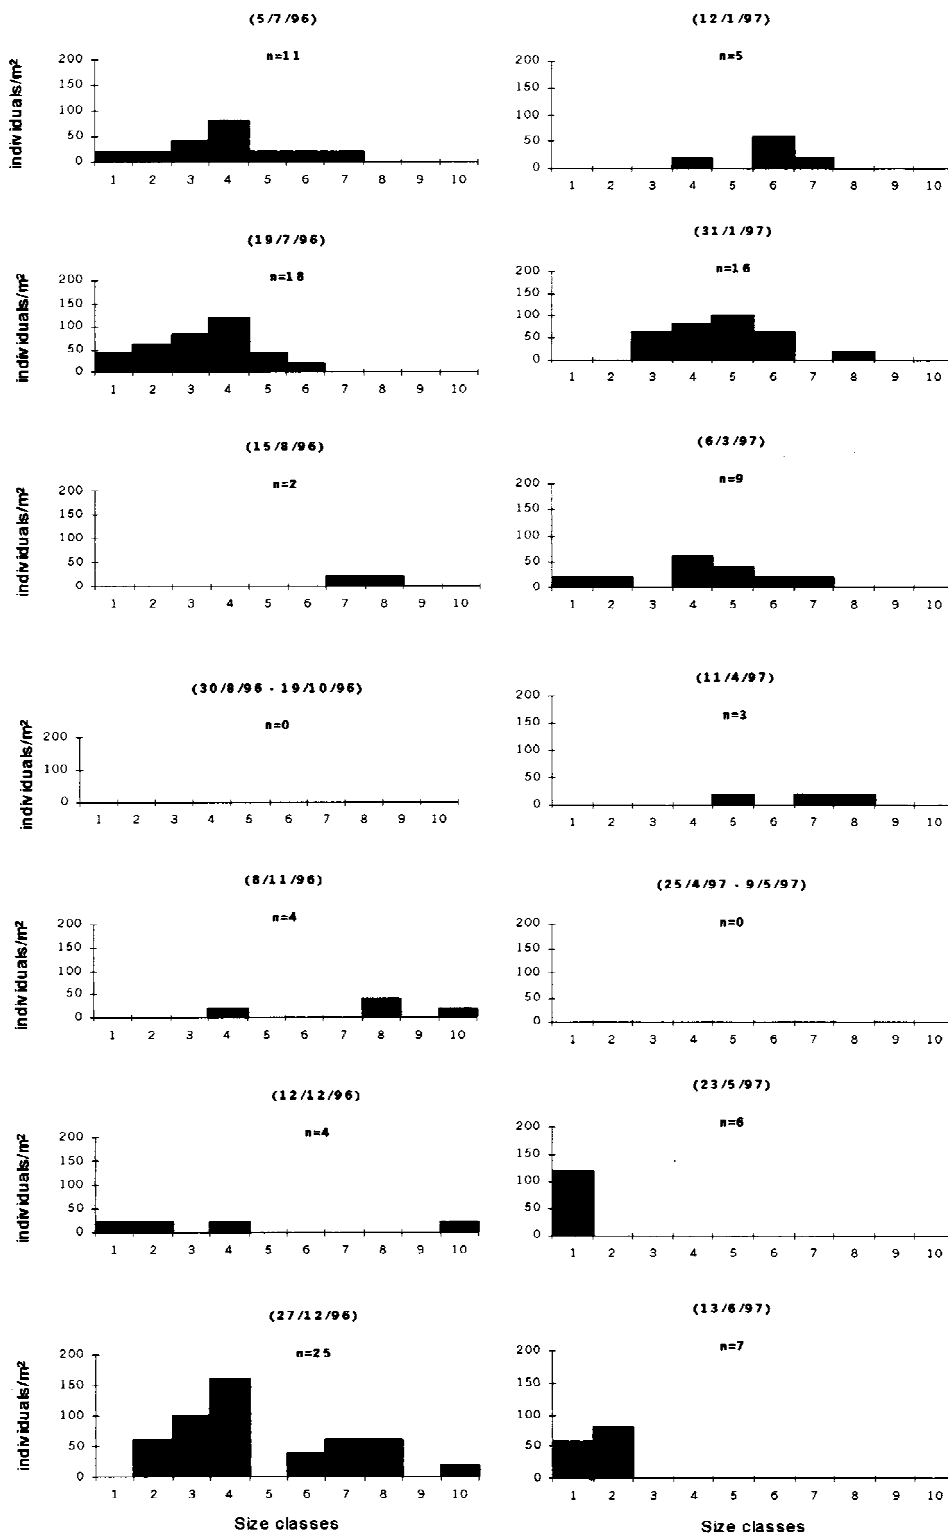 (5/7/96)
n=11
individuals/m²
200
150
100
50
0
1 2 3 4 5 6 7 8 9 10
(12/1/97)
n=5
200
150
100
50
0
1 2 3 4 5 6 7 8 9 10
(19/7/96)
n=18
individuals/m²
200
150
100
50
0
1 2 3 4 5 6 7 8 9 10
(31/1/97)
n=16
200
150
100
50
0
1 2 3 4 5 6 7 8 9 10
(15/8/96)
n=2
individuals/m²
200
150
100
50
0
1 2 3 4 5 6 7 8 9 10
(6/3/97)
n=9
200
150
100
50
0
1 2 3 4 5 6 7 8 9 10
(30/8/96 - 19/10/96)
n=0
individuals/m²
200
100
0
1 2 3 4 5 6 7 8 9 10
(11/4/97)
n=3
200
150
100
50
0
1 2 3 4 5 6 7 8 9 10
(8/11/96)
n=4
individuals/m²
200
150
100
50
0
1 2 3 4 5 6 7 8 9 10
(25/4/97 - 9/5/97)
n=0
200
150
100
50
0
1 2 3 4 5 6 7 8 9 10
(12/12/96)
n=4
individuals/m²
200
150
100
50
0
1 2 3 4 5 6 7 8 9 10
(23/5/97)
n=6
200
150
100
50
0
1 2 3 4 5 6 7 8 9 10
(27/12/96)
n=25
individuals/m²
200
150
100
50
0
1 2 3 4 5 6 7 8 9 10
Size classes
(13/6/97)
n=7
200
150
100
50
0
1 2 3 4 5 6 7 8 9 10
Size classes